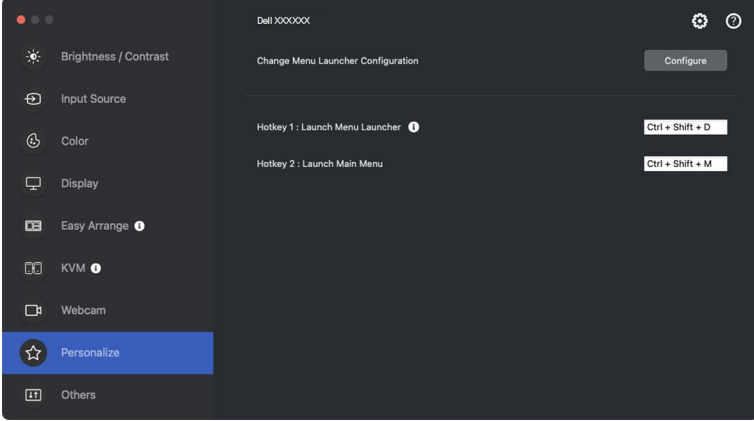 Dell XXXXXX
Brightness / Contrast
Input Source
Color
Display
Easy Arrange
KVM
Webcam
Personalize
Others
Change Menu Launcher Configuration
Configure
Hotkey 1 : Launch Menu Launcher
Ctrl + Shift + D
Hotkey 2 : Launch Main Menu
Ctrl + Shift + M